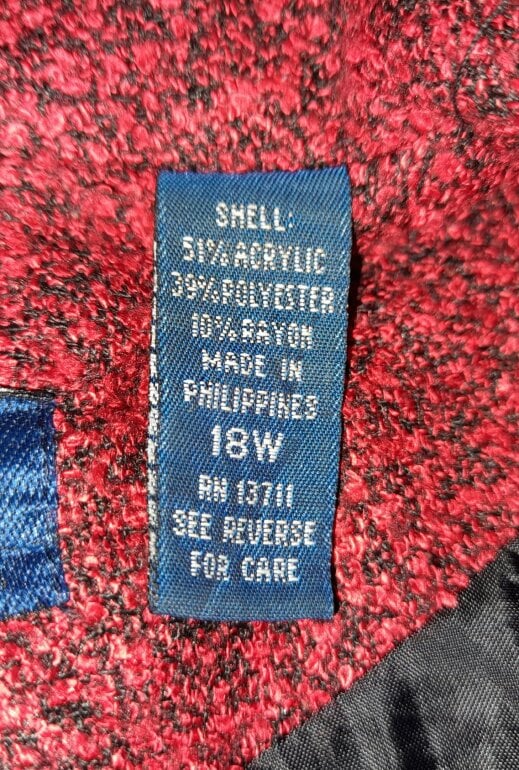 SHELL:
51% ACRYLIC
39% POLYESTER
10% RAYON
MADE IN
PHILIPPINES
18W
RN 13711
SEE REVERSE
FOR CARE